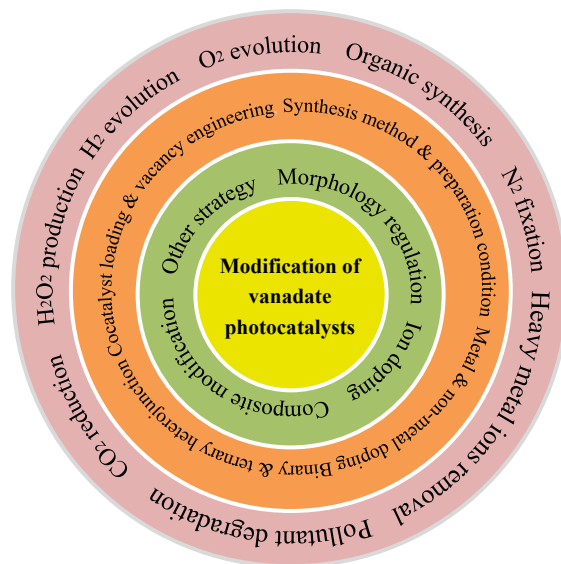 O2 evolution
Organic synthesis
N2 fixation
Heavy metal ions removal
Pollutant degradation
CO2 reduction
H2O2 production
H2 evolution
Synthesis method & preparation condition
Metal & non-metal doping
Binary & ternary heterojunction
Cocatalyst loading & vacancy engineering
Morphology regulation
Ion doping
Composite modification
Other strategy
Modification of
vanadate
photocatalysts